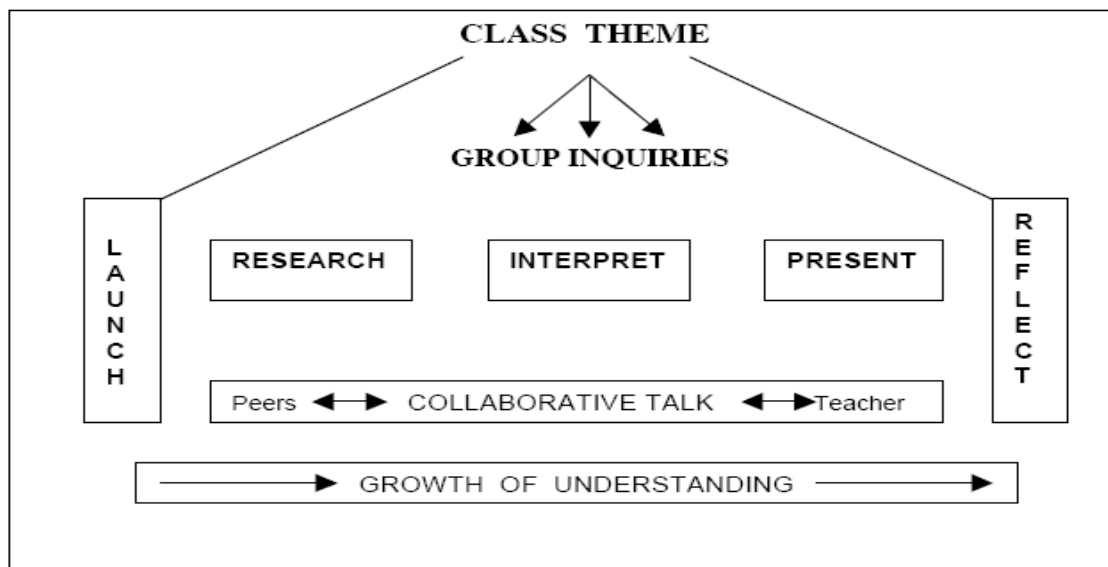 CLASS THEME
GROUP INQUIRIES
LAUNCH
RESEARCH
INTERPRET
PRESENT
REFLECT
Peers COLLABORATIVE TALK Teacher
GROWTH OF UNDERSTANDING